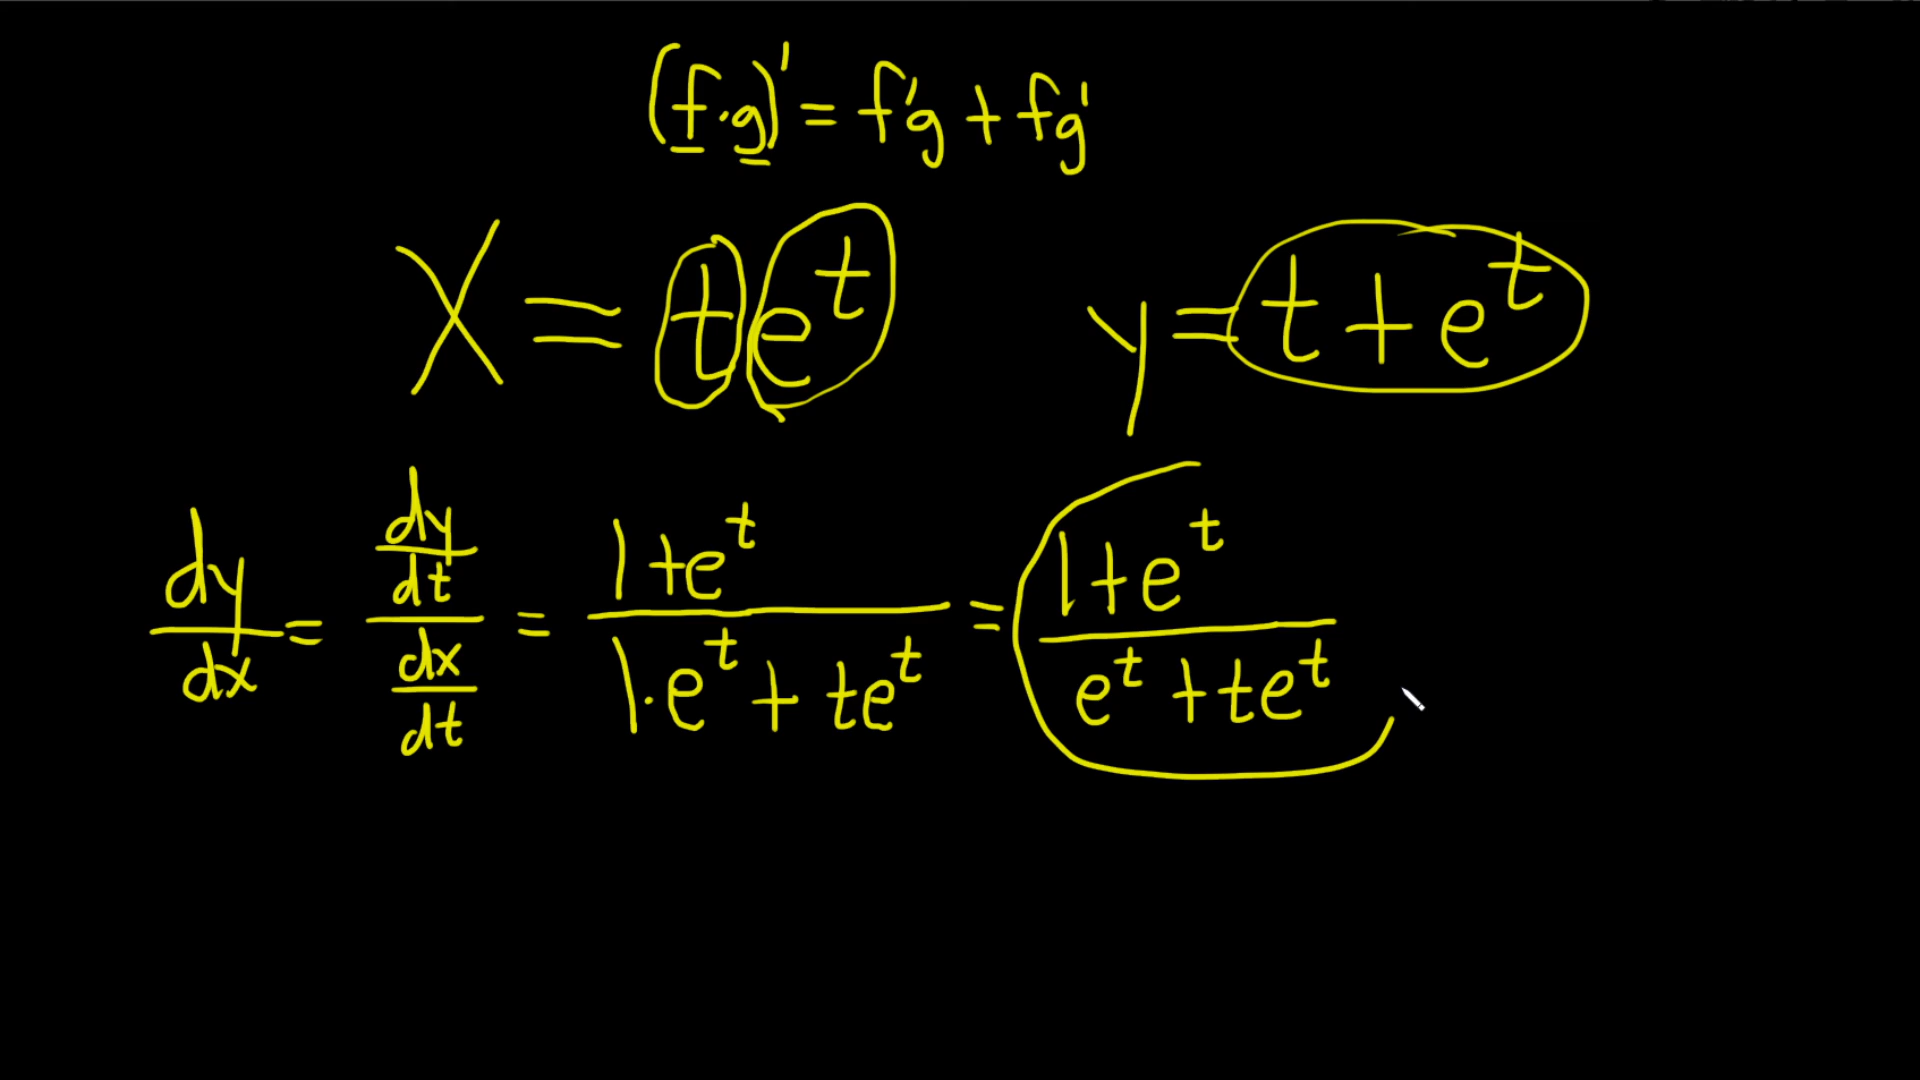 (f·g)' = f'g + fg'
x = te^t y = t + e^t
dy/dx = (dy/dt)/(dx/dt) = (1+e^t)/(1·e^t + te^t) = (1+e^t)/(e^t + te^t)